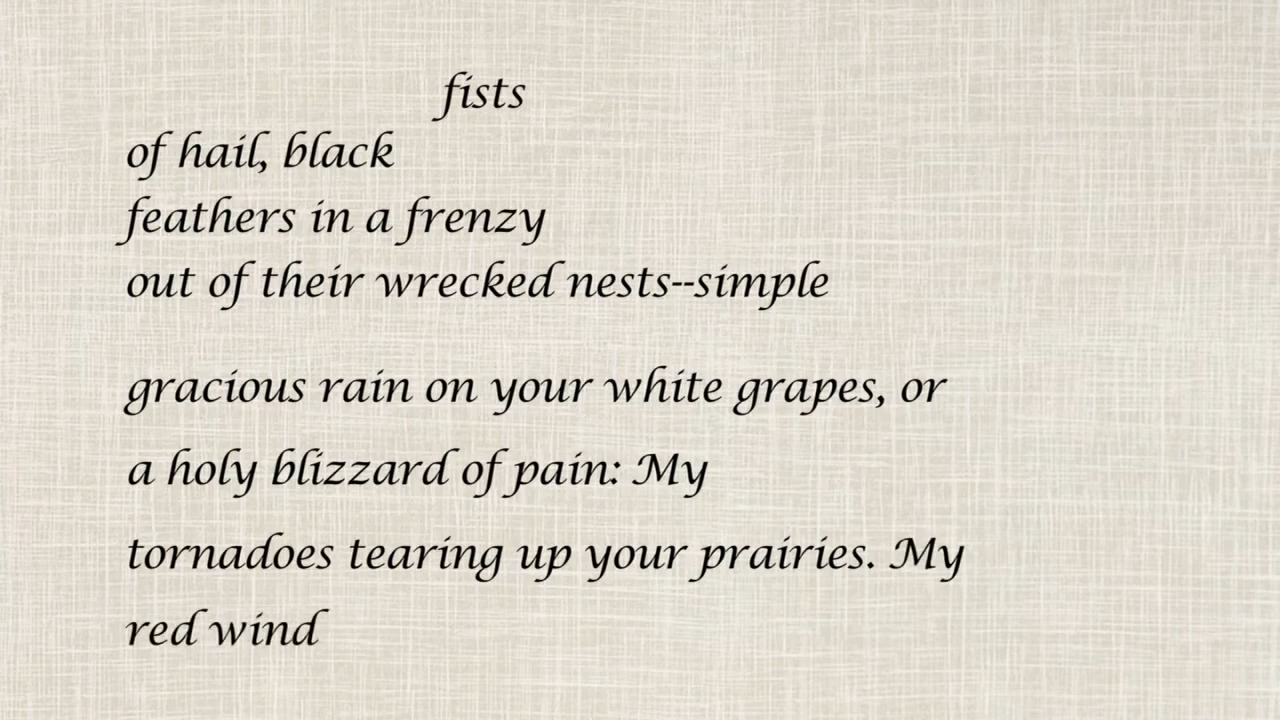 fists
of hail, black
feathers in a frenzy
out of their wrecked nests--simple
gracious rain on your white grapes, or
a holy blizzard of pain: My
tornadoes tearing up your prairies. My
red wind